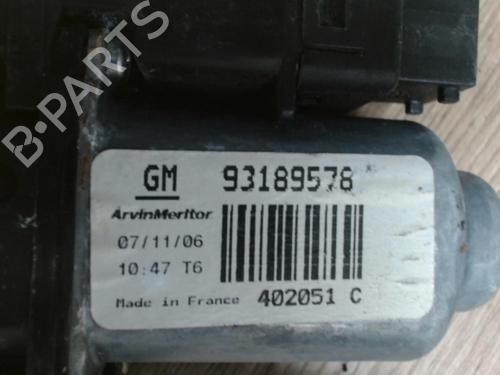 B-PARTS
GM 93189578
ArvinMeritor
07/11/06
10:47 T6
Made in France 402051 C